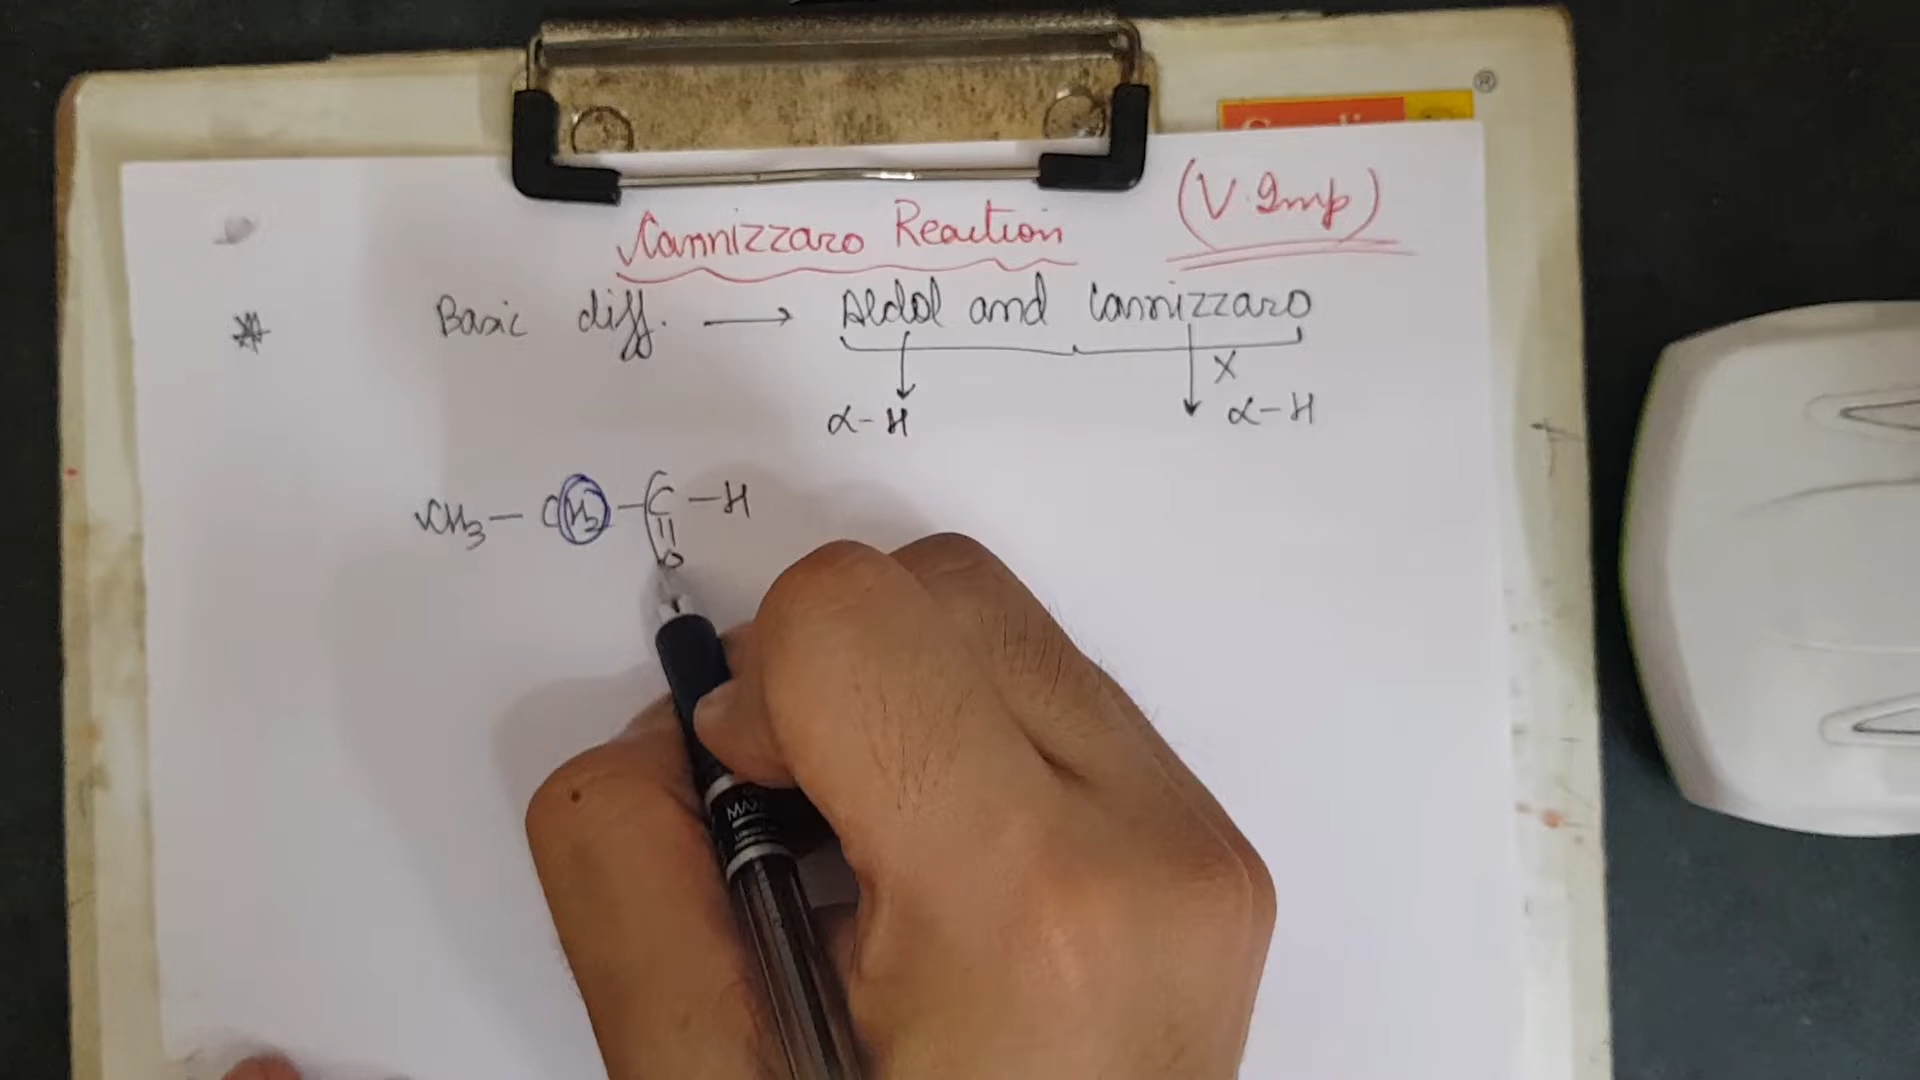 Cannizzaro Reaction (V. Imp)
Basic diff. → Aldol and Cannizzaro
X
α-H α-H
CH3 - CH2 - C - H
||
O
®